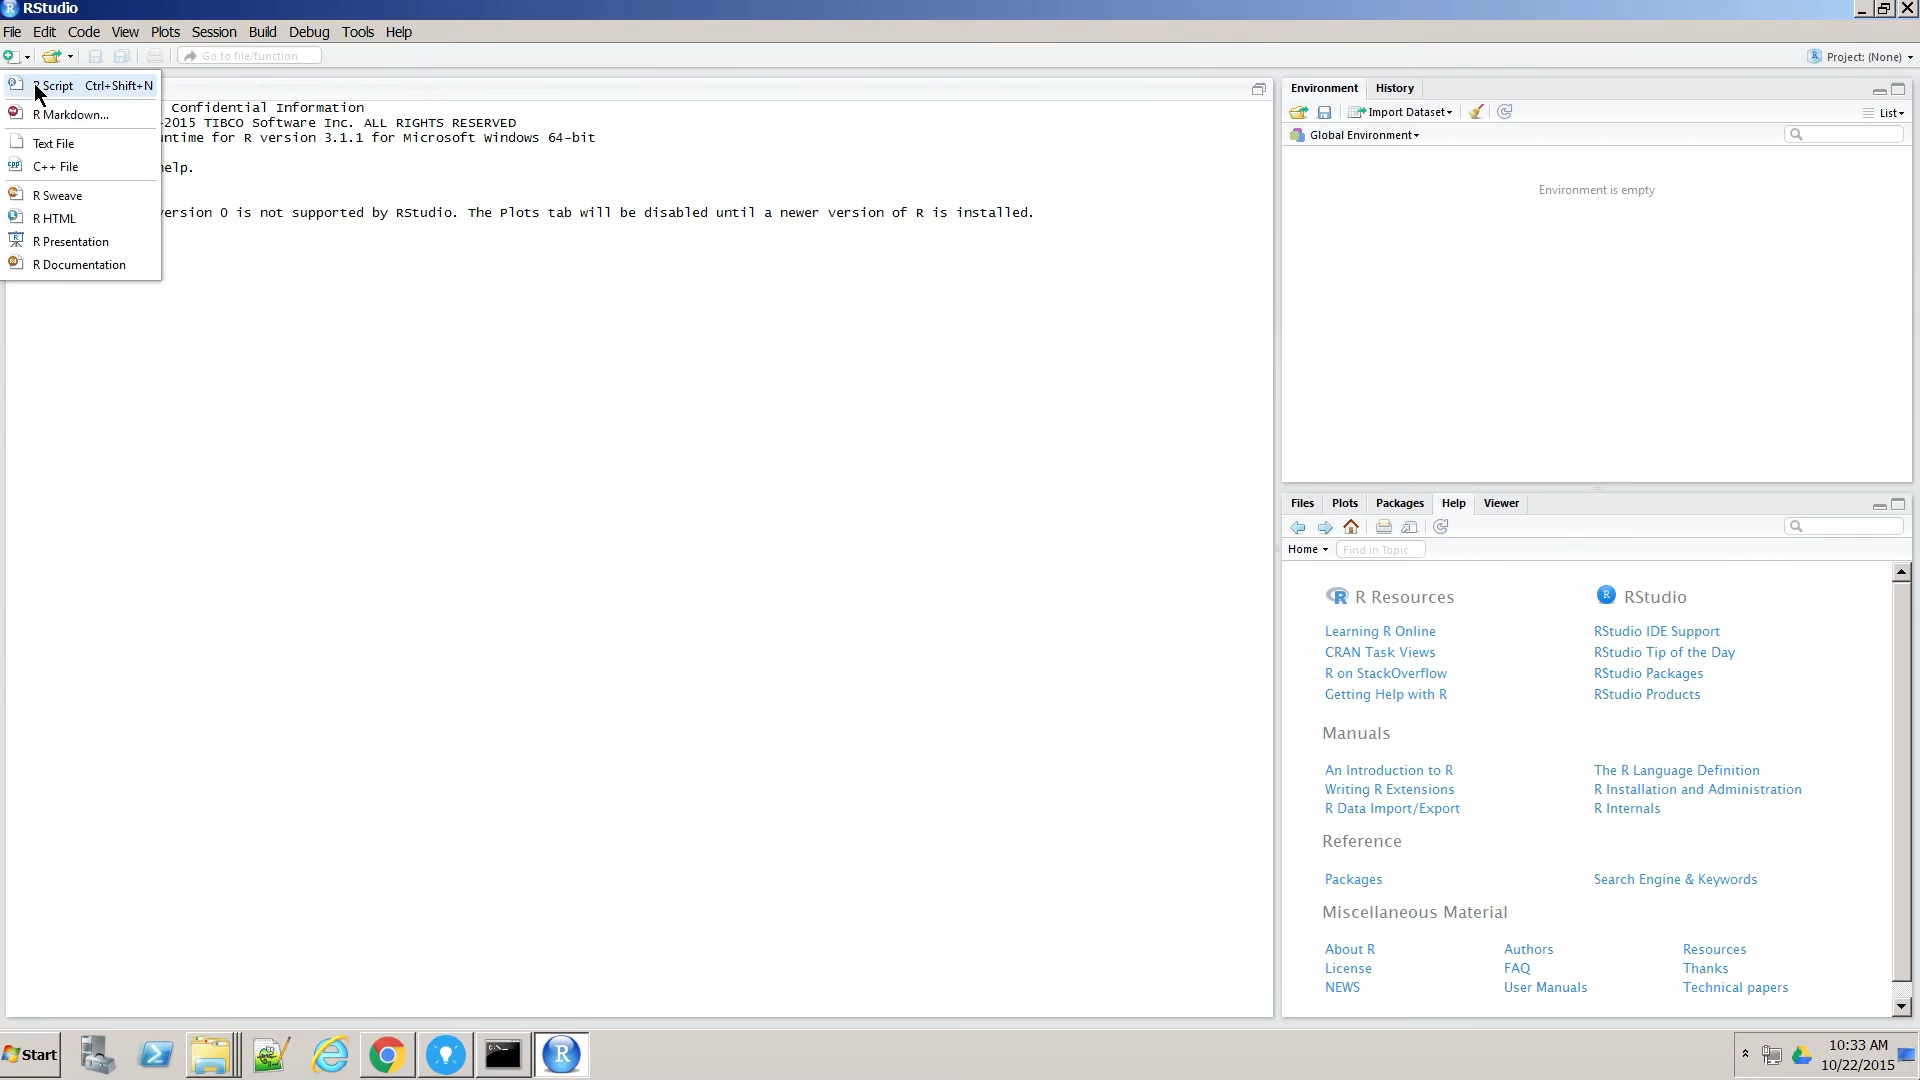 RStudio
File Edit Code View Plots Session Build Debug Tools Help
Go to file/function
Project: (None)
R Script Ctrl+Shift+N
R Markdown...
Text File
C++ File
R Sweave
R HTML
R Presentation
R Documentation
Confidential Information
-2015 TIBCO Software Inc. ALL RIGHTS RESERVED
untime for R version 3.1.1 for Microsoft Windows 64-bit
help.
version 0 is not supported by RStudio. The Plots tab will be disabled until a newer version of R is installed.
Environment History
Import Dataset
List
Global Environment
Environment is empty
Files Plots Packages Help Viewer
Home Find in Topic
R Resources
Learning R Online
CRAN Task Views
R on StackOverflow
Getting Help with R
RStudio
RStudio IDE Support
RStudio Tip of the Day
RStudio Packages
RStudio Products
Manuals
An Introduction to R The R Language Definition
Writing R Extensions R Installation and Administration
R Data Import/Export R Internals
Reference
Packages Search Engine & Keywords
Miscellaneous Material
About R Authors Resources
License FAQ Thanks
NEWS User Manuals Technical papers
Start
10:33 AM
10/22/2015